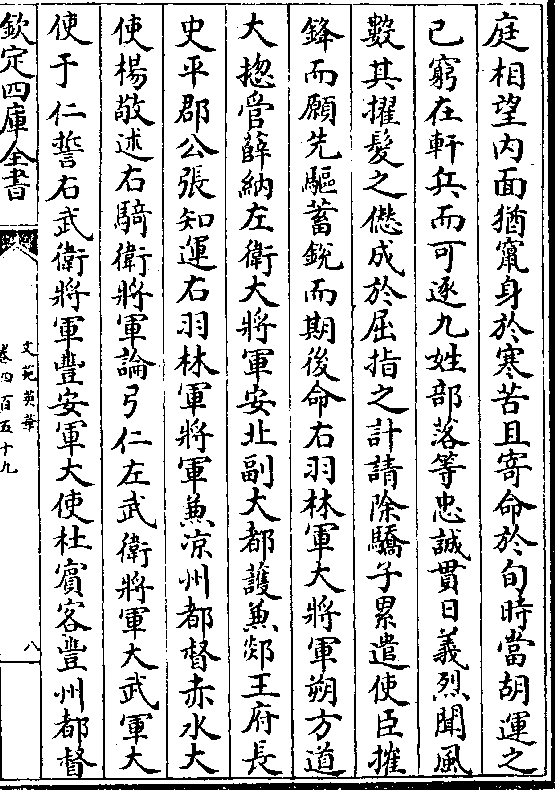 庭相望内面猶竄身於寒苦且寄命於旬時當胡運之
已窮在軒兵而可逐九姓部落等忠誠貫日義烈聞風
數其擢髮之僽成於屈指之計請除驕子累遣使臣摧
鋒而願先驅蓄鋭而期後命右羽林軍大將軍朔方道
大揔管薛納左衛大將軍安北副大都護兼郯王府長
史平郡公張知運右羽林軍將軍兼凉州都督赤水大
使楊敬述右騎衛將軍論弓仁左武衛將軍大武軍大
使于仁誓右武衛將軍豐安軍大使杜賓客豐州都督
欽定四庫全書
文苑英華
卷四百五十九
八